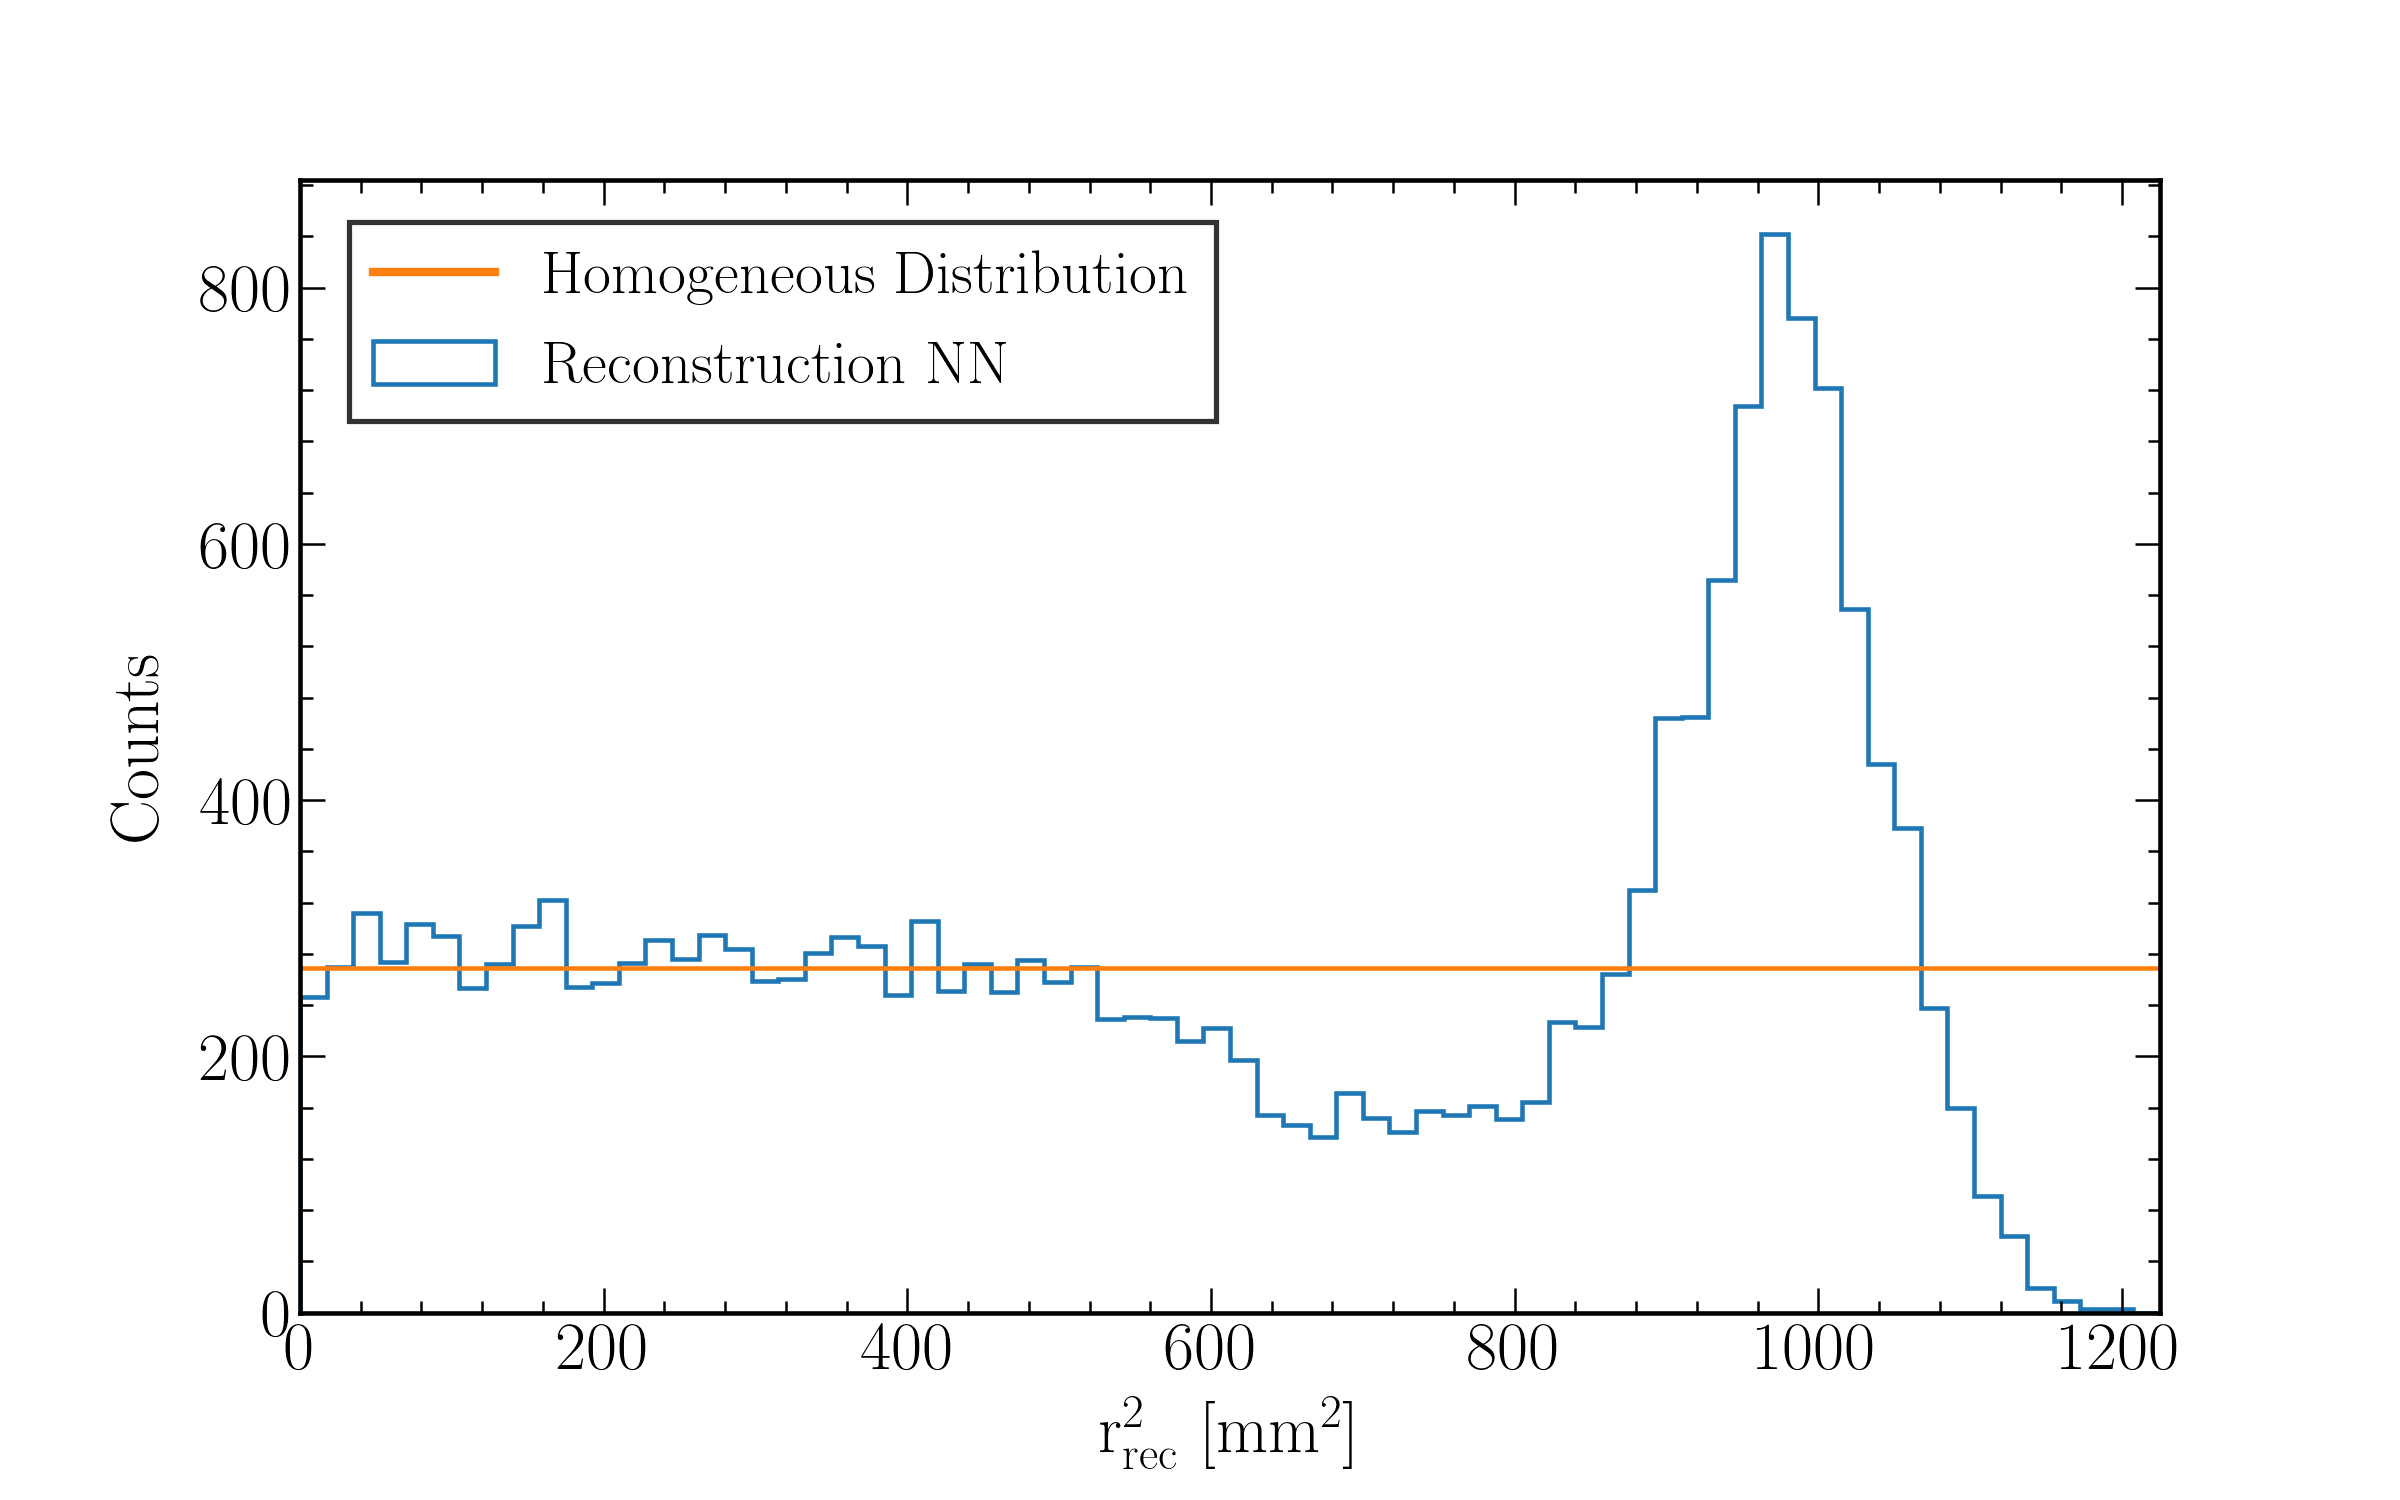 Homogeneous Distribution
Reconstruction NN
Counts
800
600
400
200
0
0 200 400 600 800 1000 1200
r²rec [mm²]